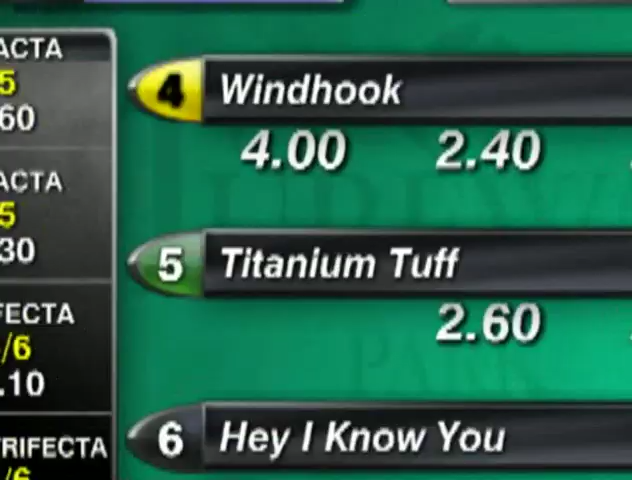 ACTA
5
60
ACTA
5
30
FECTA
/6
.10
TRIFECTA
/6
4 Windhook
4.00 2.40
5 Titanium Tuff
2.60
6 Hey I Know You
PARK